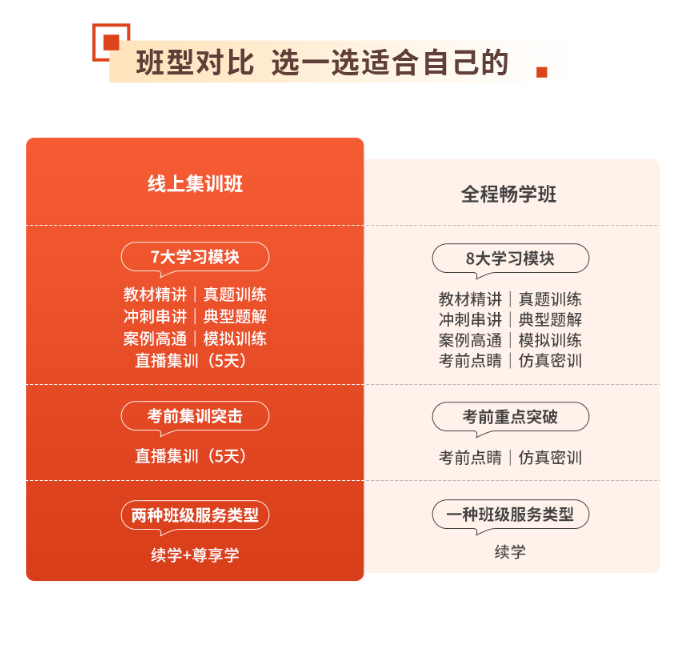 班型对比 选一选适合自己的
线上集训班
7大学习模块
教材精讲｜真题训练
冲刺串讲｜典型题解
案例高通｜模拟训练
直播集训（5天）
考前集训突击
直播集训（5天）
两种班级服务类型
续学+尊享学
全程畅学班
8大学习模块
教材精讲｜真题训练
冲刺串讲｜典型题解
案例高通｜模拟训练
考前点睛｜仿真密训
考前重点突破
考前点睛｜仿真密训
一种班级服务类型
续学